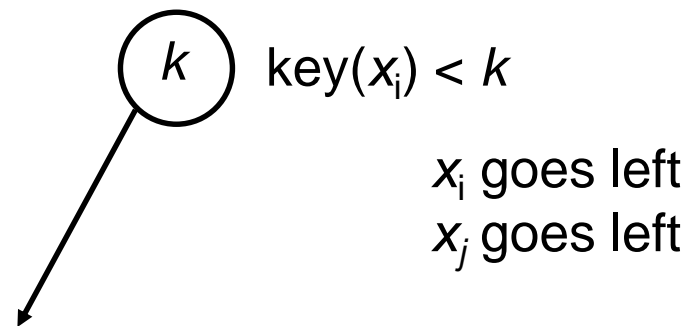 k key(xᵢ) < k
xᵢ goes left
xⱼ goes left